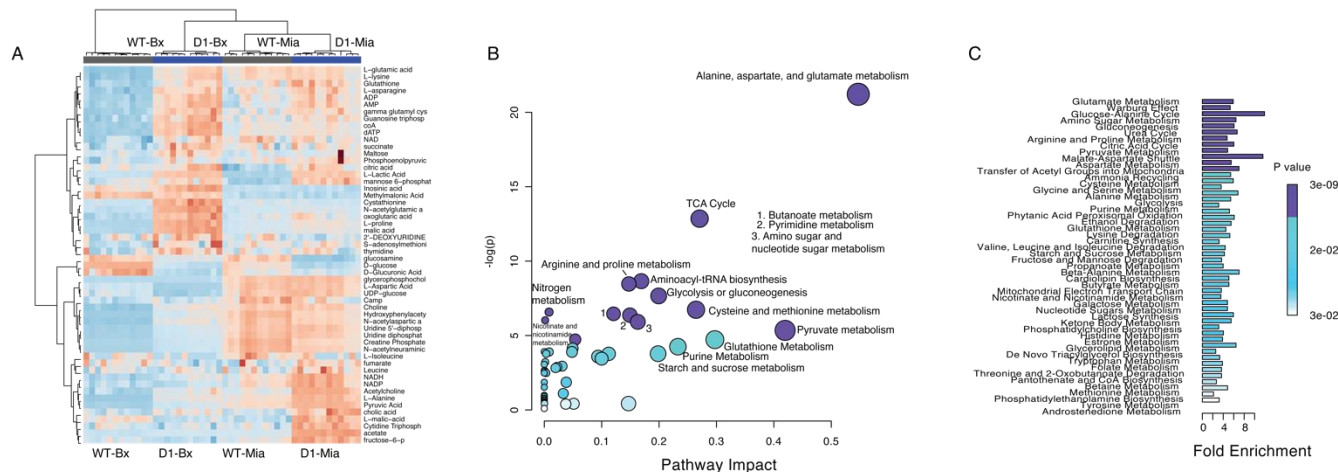 A
WT-Bx
D1-Bx
WT-Mia
D1-Mia
L-glutamic acid
L-lysine
Glutathione
L-asparagine
ADP
AMP
gamma glutamyl cys
Guanosine triphosp
coA
dATP
NAD
succinate
Maltose
Phosphoenolpyruvic
citric acid
L-Lactic Acid
mannose 6-phosphat
Inosinic acid
Methylmalonic Acid
Cystathionine
N-acetylglutamic a
oxoglutaric acid
L-proline
malic acid
2'-DEOXYURIDINE
S-adenosylmethioni
thymidine
glucosamine
D-glucose
D-Glucuronic Acid
glycerophosphochol
L-Aspartic Acid
UDP-glucose
Camp
Choline
Hydroxyphenylacety
N-acetylaspartic a
Uridine 5'-diphosp
Creatine phosphat
Creatine Phosphate
N-acetylneuraminic
L-Isoleucine
fumarate
Leucine
NADH
NADP
Acetylcholine
L-Alanine
Pyruvic Acid
cholic acid
L-malic-acid
Cytidine Triphosph
acetate
fructose-6-p
WT-Bx
D1-Bx
WT-Mia
D1-Mia
B
Alanine, aspartate, and glutamate metabolism
TCA Cycle
1. Butanoate metabolism
2. Pyrimidine metabolism
3. Amino sugar and
nucleotide sugar metabolism
Arginine and proline metabolism
Aminoacyl-tRNA biosynthesis
Nitrogen
metabolism
Glycolysis or gluconeogenesis
1
2
3
Cysteine and methionine metabolism
Nicotinate and
nicotinamide
metabolism
Pyruvate metabolism
Glutathione Metabolism
Purine Metabolism
Starch and sucrose metabolism
-log(p)
20
15
10
5
0
0.0
0.1
0.2
0.3
0.4
0.5
Pathway Impact
C
Glutamate Metabolism
Warburg Effect
Glucose-Alanine Cycle
Amino Sugar Metabolism
Gluconeogenesis
Urea Cycle
Arginine and Proline Metabolism
Citric Acid Cycle
Pyruvate Metabolism
Malate-Aspartate Shuttle
Aspartate Metabolism
Transfer of Acetyl Groups into Mitochondria
Ammonia Recycling
Cysteine Metabolism
Glycine and Serine Metabolism
Alanine Metabolism
Glycolysis
Purine Metabolism
Phytanic Acid Peroxisomal Oxidation
Ethanol Degradation
Glutathione Metabolism
Lysine Degradation
Carnitine Synthesis
Valine, Leucine and Isoleucine Degradation
Starch and Sucrose Metabolism
Fructose and Mannose Degradation
Propanoate Metabolism
Beta-Alanine Metabolism
Cardiolipin Biosynthesis
Butyrate Metabolism
Mitochondrial Electron Transport Chain
Nicotinate and Nicotinamide Metabolism
Galactose Metabolism
Nucleotide Sugars Metabolism
Lactose Synthesis
Ketone Body Metabolism
Phosphatidylcholine Biosynthesis
Histidine Metabolism
Estrone Metabolism
Glycerolipid Metabolism
De Novo Triacylglycerol Biosynthesis
Tryptophan Metabolism
Folate Metabolism
Threonine and 2-Oxobutanoate Degradation
Pantothenate and CoA Biosynthesis
Betaine Metabolism
Methionine Metabolism
Phosphatidylethanolamine Biosynthesis
Tyrosine Metabolism
Androstenedione Metabolism
0
2
4
6
8
Fold Enrichment
P value
3e-09
2e-02
3e-02